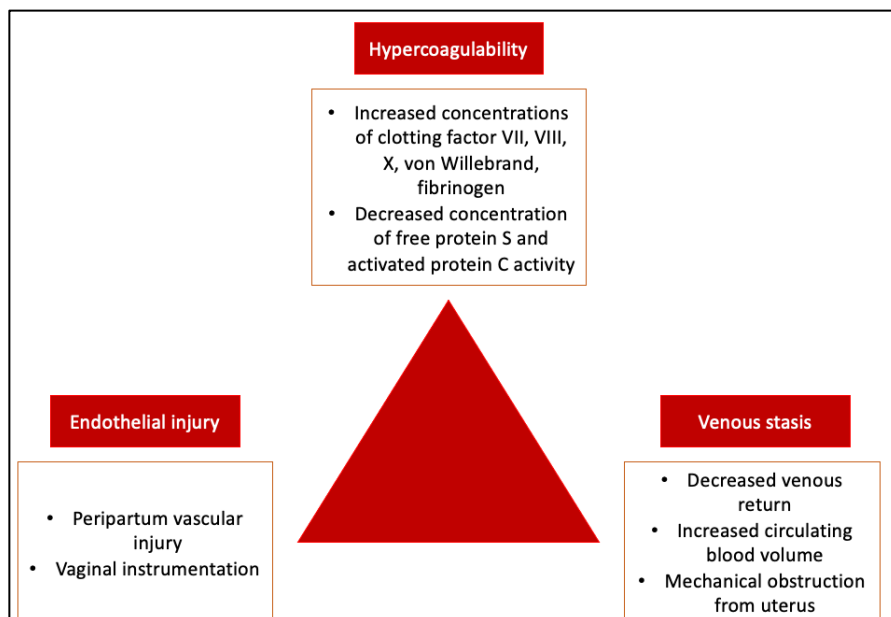 Hypercoagulability
• Increased concentrations
of clotting factor VII, VIII,
X, von Willebrand,
fibrinogen
• Decreased concentration
of free protein S and
activated protein C activity
Endothelial injury
• Peripartum vascular
injury
• Vaginal instrumentation
Venous stasis
• Decreased venous
return
• Increased circulating
blood volume
• Mechanical obstruction
from uterus